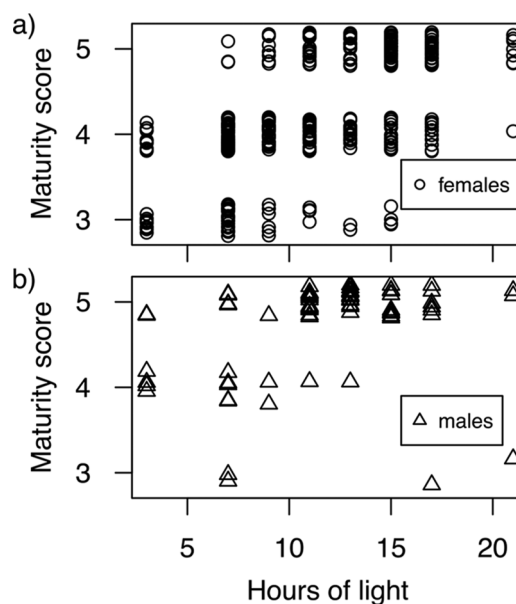 a)
Maturity score
5
4
3
females
b)
Maturity score
5
4
3
males
5 10 15 20
Hours of light